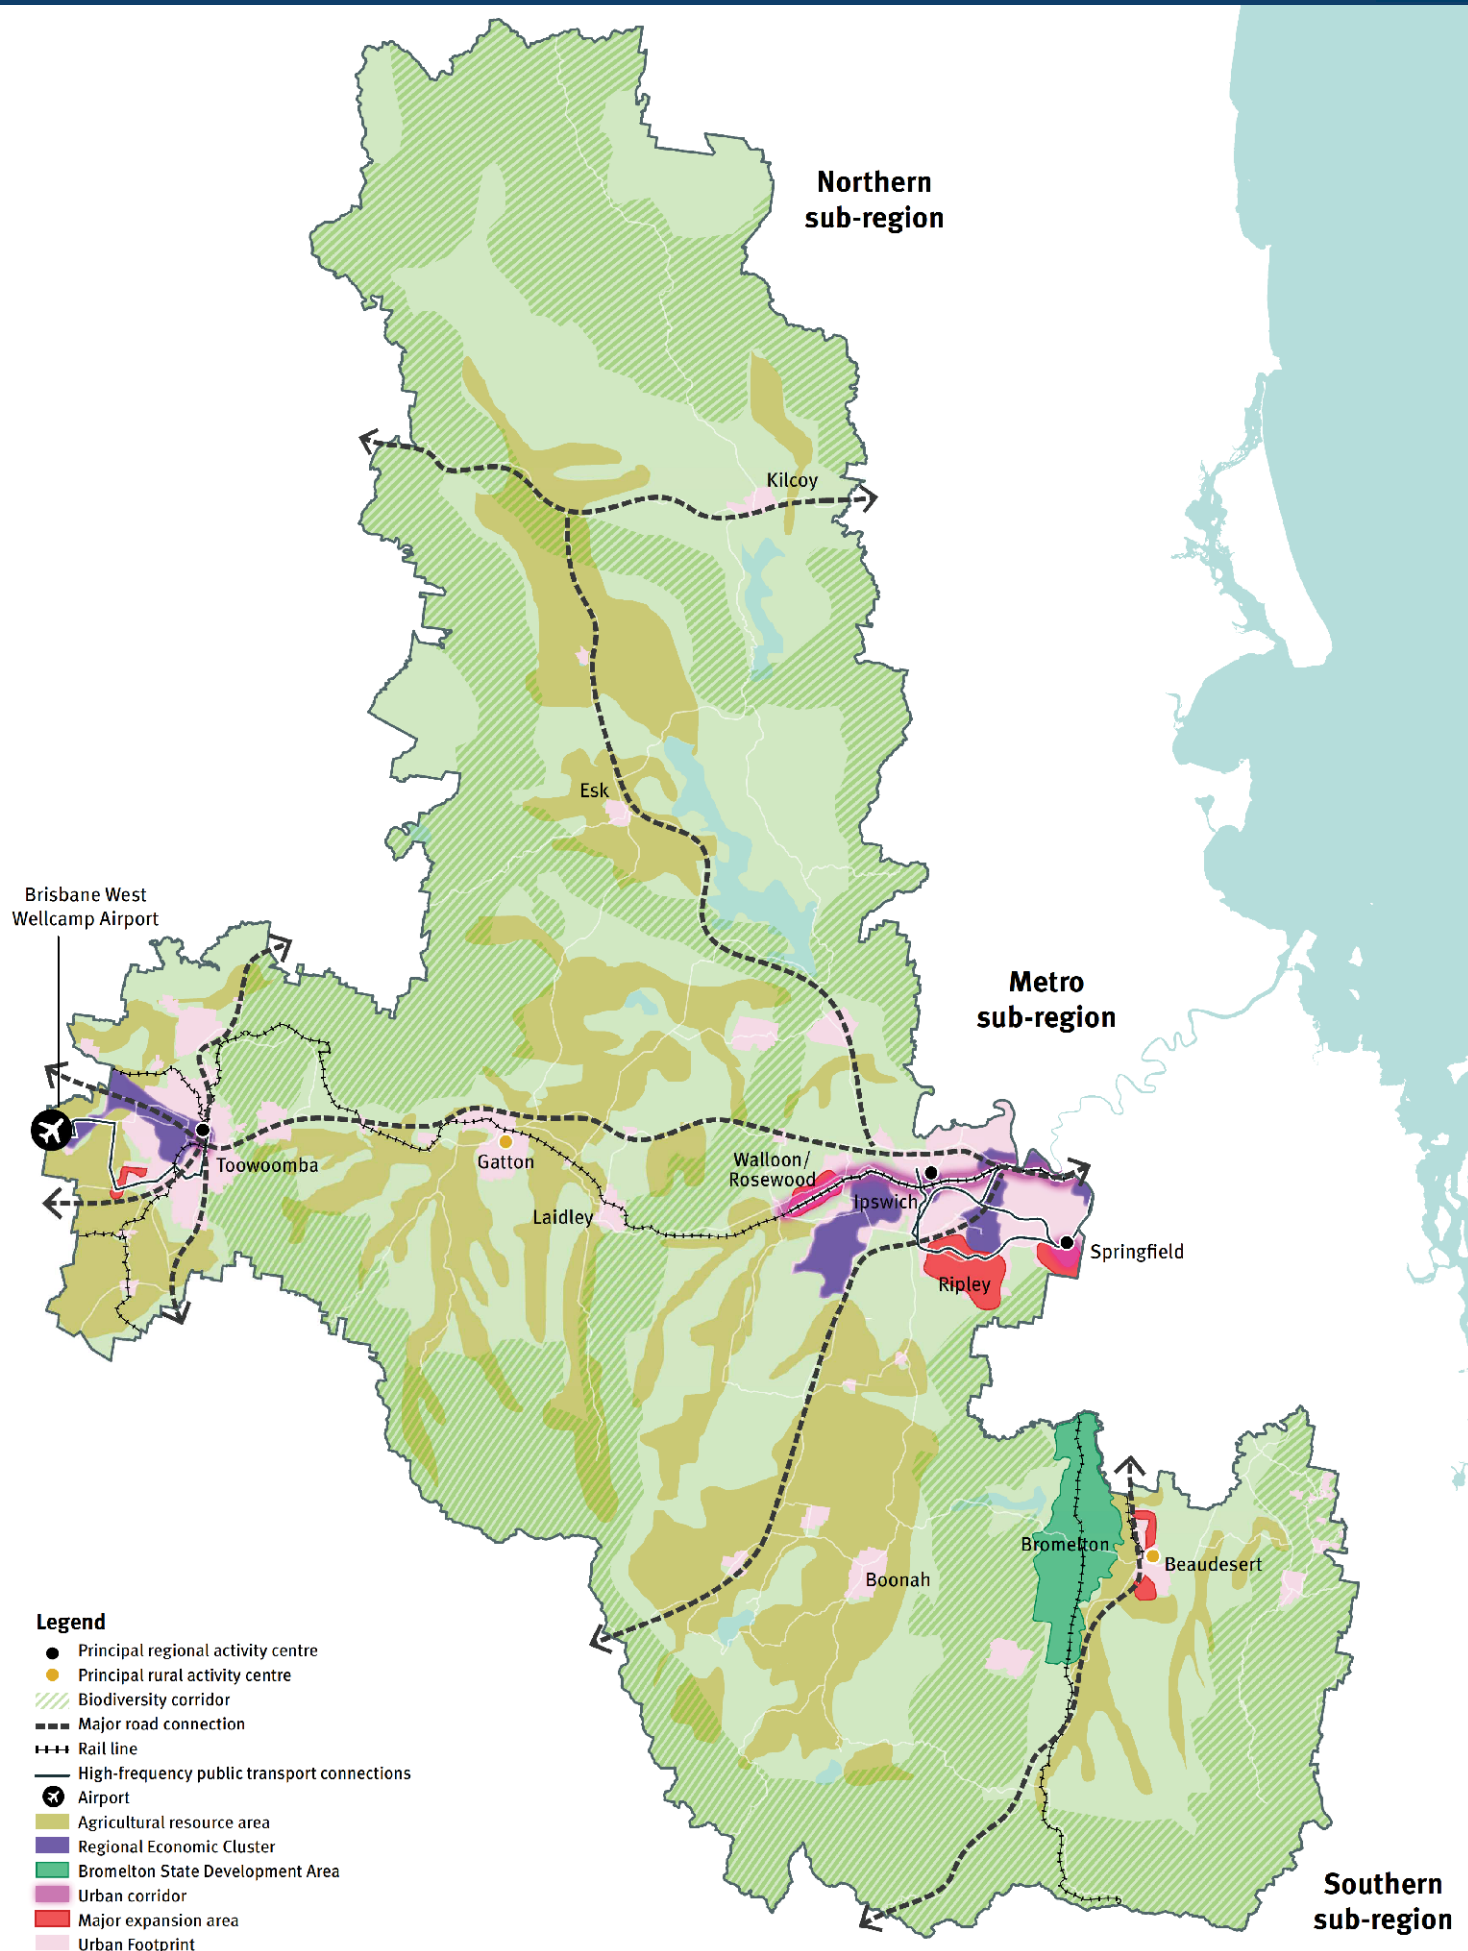 Northern
sub-region
Kilcoy
Esk
Brisbane West
Wellcamp Airport
Metro
sub-region
Toowoomba
Gatton
Laidley
Walloon/
Rosewood
Ipswich
Springfield
Ripley
Bromelton
Beaudesert
Boonah
Legend
Principal regional activity centre
Principal rural activity centre
Biodiversity corridor
Major road connection
Rail line
High-frequency public transport connections
Airport
Agricultural resource area
Regional Economic Cluster
Bromelton State Development Area
Urban corridor
Major expansion area
Urban Footprint
Southern
sub-region